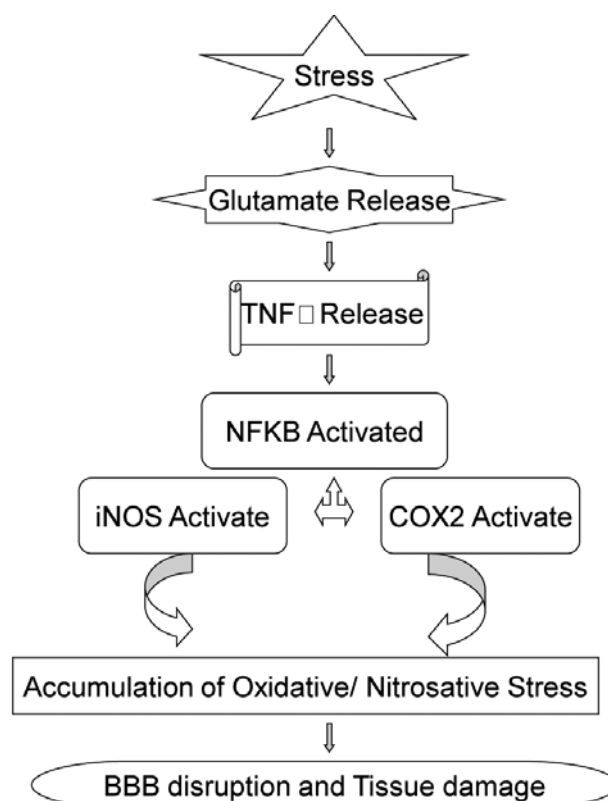 Stress
Glutamate Release
TNF□ Release
NFKB Activated
iNOS Activate
COX2 Activate
Accumulation of Oxidative/ Nitrosative Stress
BBB disruption and Tissue damage